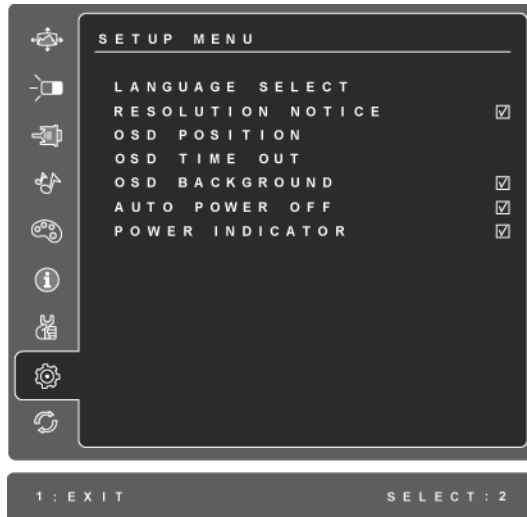 SETUP MENU
LANGUAGE SELECT
RESOLUTION NOTICE
OSD POSITION
OSD TIME OUT
OSD BACKGROUND
AUTO POWER OFF
POWER INDICATOR
1:EXIT SELECT:2